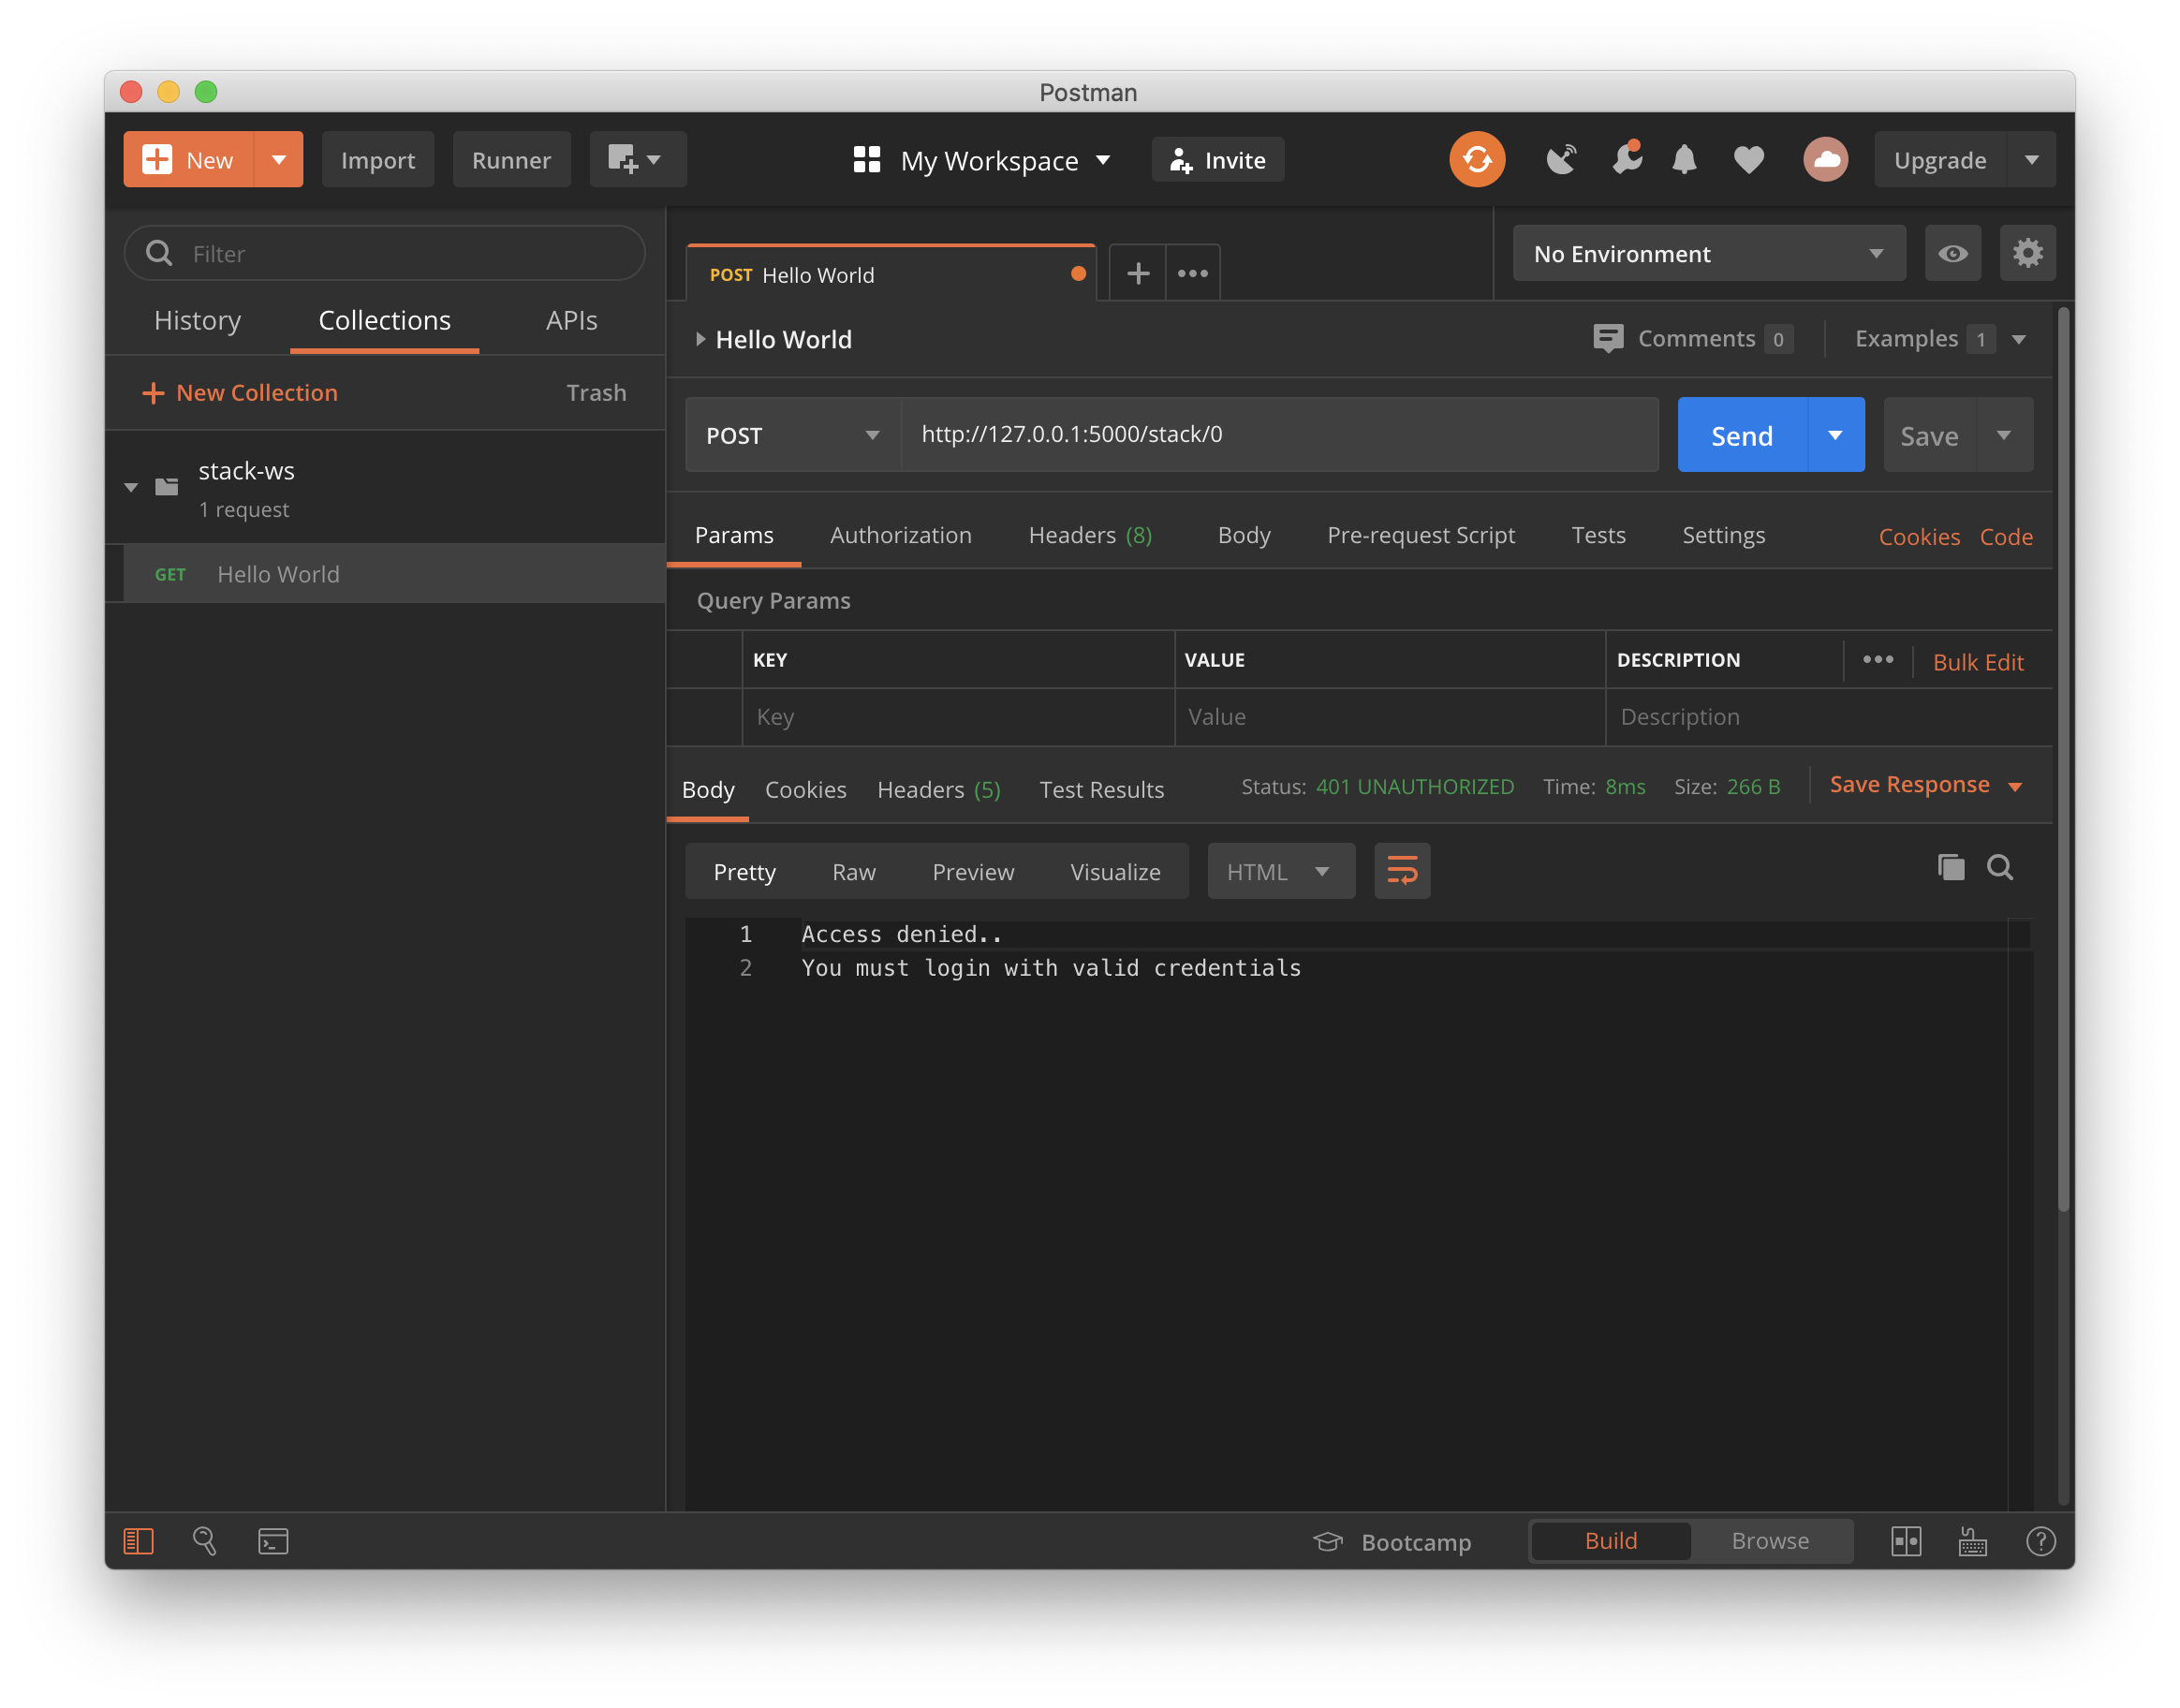 Postman
New Import Runner My Workspace Invite Upgrade
Filter
History Collections APIs
New Collection Trash
stack-ws
1 request
GET Hello World
POST Hello World
No Environment
Hello World Comments 0 Examples 1
POST http://127.0.0.1:5000/stack/0 Send Save
Params Authorization Headers (8) Body Pre-request Script Tests Settings Cookies Code
Query Params
KEY VALUE DESCRIPTION Bulk Edit
Key Value Description
Body Cookies Headers (5) Test Results Status: 401 UNAUTHORIZED Time: 8ms Size: 266 B Save Response
Pretty Raw Preview Visualize HTML
1 Access denied..
2 You must login with valid credentials
Bootcamp Build Browse